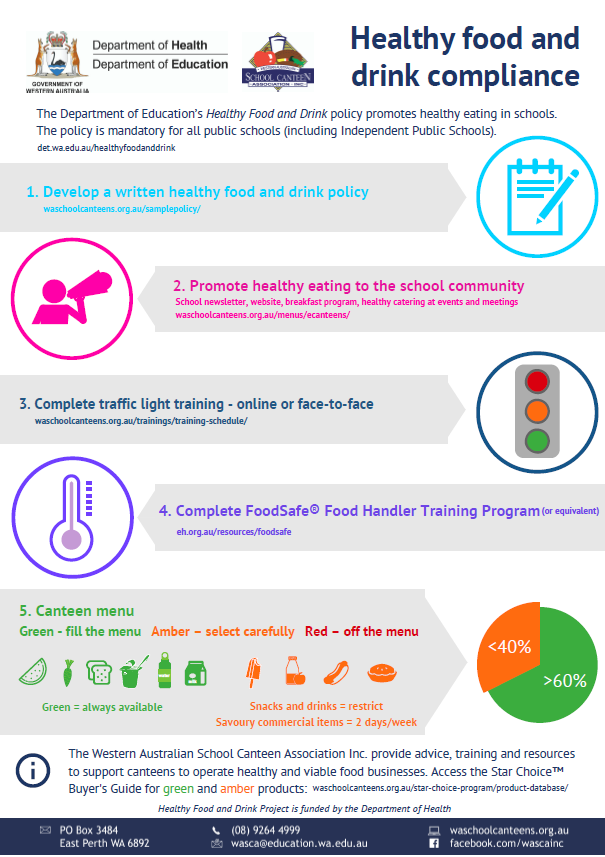 Department of Health
Department of Education
GOVERNMENT OF
WESTERN AUSTRALIA
WESTERN AUSTRALIAN
SCHOOL CANTEEN
ASSOCIATION - INC
Healthy food and
drink compliance
The Department of Education's Healthy Food and Drink policy promotes healthy eating in schools.
The policy is mandatory for all public schools (including Independent Public Schools).
det.wa.edu.au/healthyfoodanddrink
1. Develop a written healthy food and drink policy
waschoolcanteens.org.au/samplepolicy/
2. Promote healthy eating to the school community
School newsletter, website, breakfast program, healthy catering at events and meetings
waschoolcanteens.org.au/menus/ecanteens/
3. Complete traffic light training - online or face-to-face
waschoolcanteens.org.au/trainings/training-schedule/
4. Complete FoodSafe® Food Handler Training Program (or equivalent)
eh.org.au/resources/foodsafe
5. Canteen menu
Green - fill the menu Amber – select carefully Red – off the menu
Green = always available
Snacks and drinks = restrict
Savoury commercial items = 2 days/week
<40%
>60%
The Western Australian School Canteen Association Inc. provide advice, training and resources
to support canteens to operate healthy and viable food businesses. Access the Star Choice™
Buyer's Guide for green and amber products: waschoolcanteens.org.au/star-choice-program/product-database/
Healthy Food and Drink Project is funded by the Department of Health
PO Box 3484
East Perth WA 6892
(08) 9264 4999
wasca@education.wa.edu.au
waschoolcanteens.org.au
facebook.com/wascainc